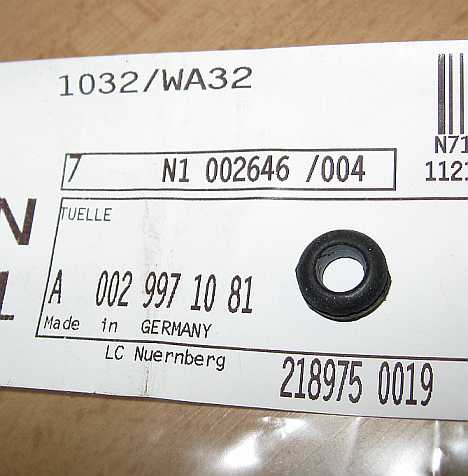 1032/WA32
N71
7 N1 002646 /004
1121
N
TUELLE
L
A 002 997 10 81
Made in GERMANY
LC Nuernberg
218975 0019